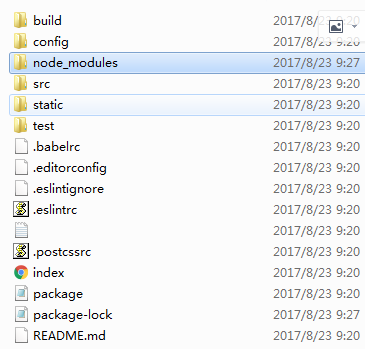 build 2017/8/23 9:20
config 2017/8/23 9:20
node_modules 2017/8/23 9:27
src 2017/8/23 9:20
static 2017/8/23 9:20
test 2017/8/23 9:20
.babelrc 2017/8/23 9:20
.editorconfig 2017/8/23 9:20
.eslintignore 2017/8/23 9:20
.eslintrc 2017/8/23 9:20
2017/8/23 9:20
.postcssrc 2017/8/23 9:20
index 2017/8/23 9:20
package 2017/8/23 9:20
package-lock 2017/8/23 9:27
README.md 2017/8/23 9:20